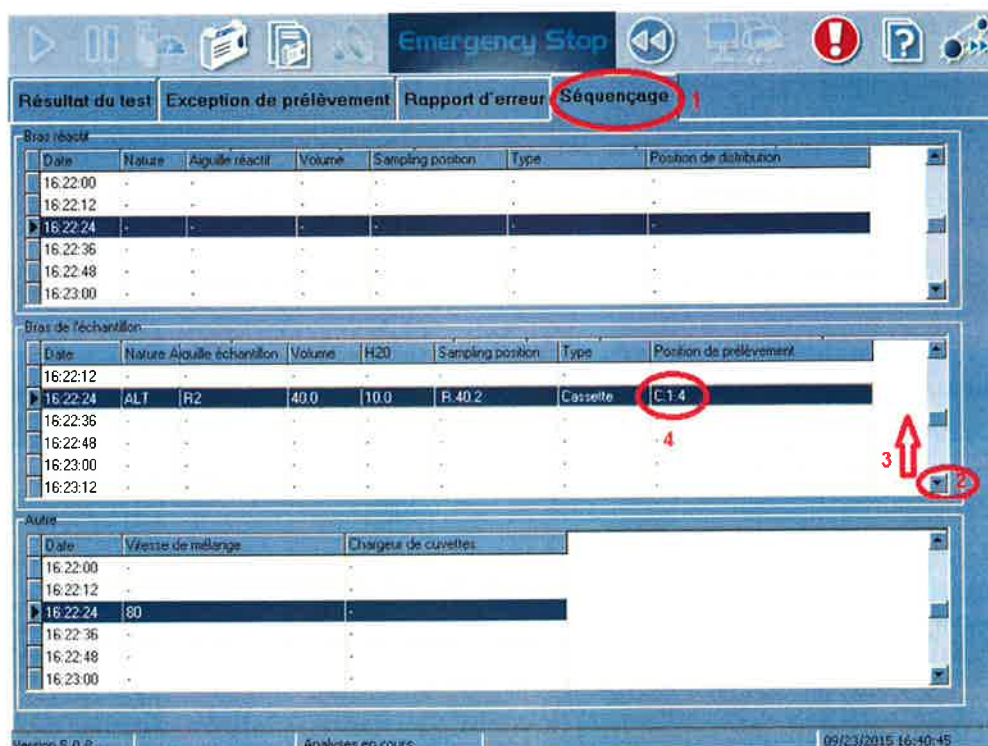 Emergency Stop
Résultat du test Exception de prélèvement Rapport d'erreur Séquençage 1
Bras réactif
Date Nature Aiguille réactif Volume Sampling position Type Position de distribution
16:22:00 - - - - - -
16:22:12 - - - - - -
16:22:24 - - - - - -
16:22:36 - - - - - -
16:22:48 - - - - - -
16:23:00 - - - - - -
Bras de l'échantillon
Date Nature Aiguille échantillon Volume H20 Sampling position Type Position de prélèvement
16:22:12 - - - - - - -
16:22:24 ALT R2 40.0 10.0 R.40.2 Cassette C.1.4
16:22:36 - - - - - - -
16:22:48 - - - - - - - 4
16:23:00 - - - - - - - 3
16:23:12 - - - - - - - 2
Autre
Date Vitesse de mélange Chargeur de cuvettes
16:22:00 - -
16:22:12 - -
16:22:24 80 -
16:22:36 - -
16:22:48 - -
16:23:00 - -
Version 5.0.8 Analyses en cours 09/23/2015 16:40:45